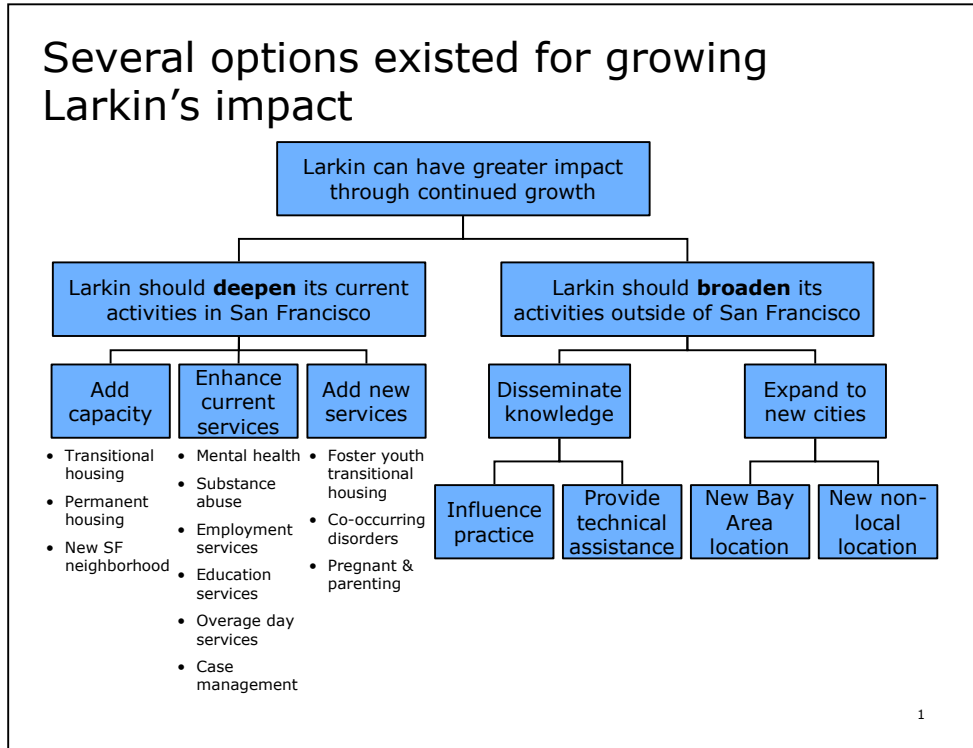 Several options existed for growing
Larkin’s impact
Larkin can have greater impact
through continued growth
Larkin should deepen its current
activities in San Francisco
Larkin should broaden its
activities outside of San Francisco
Add
capacity
Enhance
current
services
Add new
services
Disseminate
knowledge
Expand to
new cities
• Transitional
housing
• Permanent
housing
• New SF
neighborhood
• Mental health
• Substance
abuse
• Employment
services
• Education
services
• Overage day
services
• Case
management
• Foster youth
transitional
housing
• Co-occurring
disorders
• Pregnant &
parenting
Influence
practice
Provide
technical
assistance
New Bay
Area
location
New non-
local
location
1